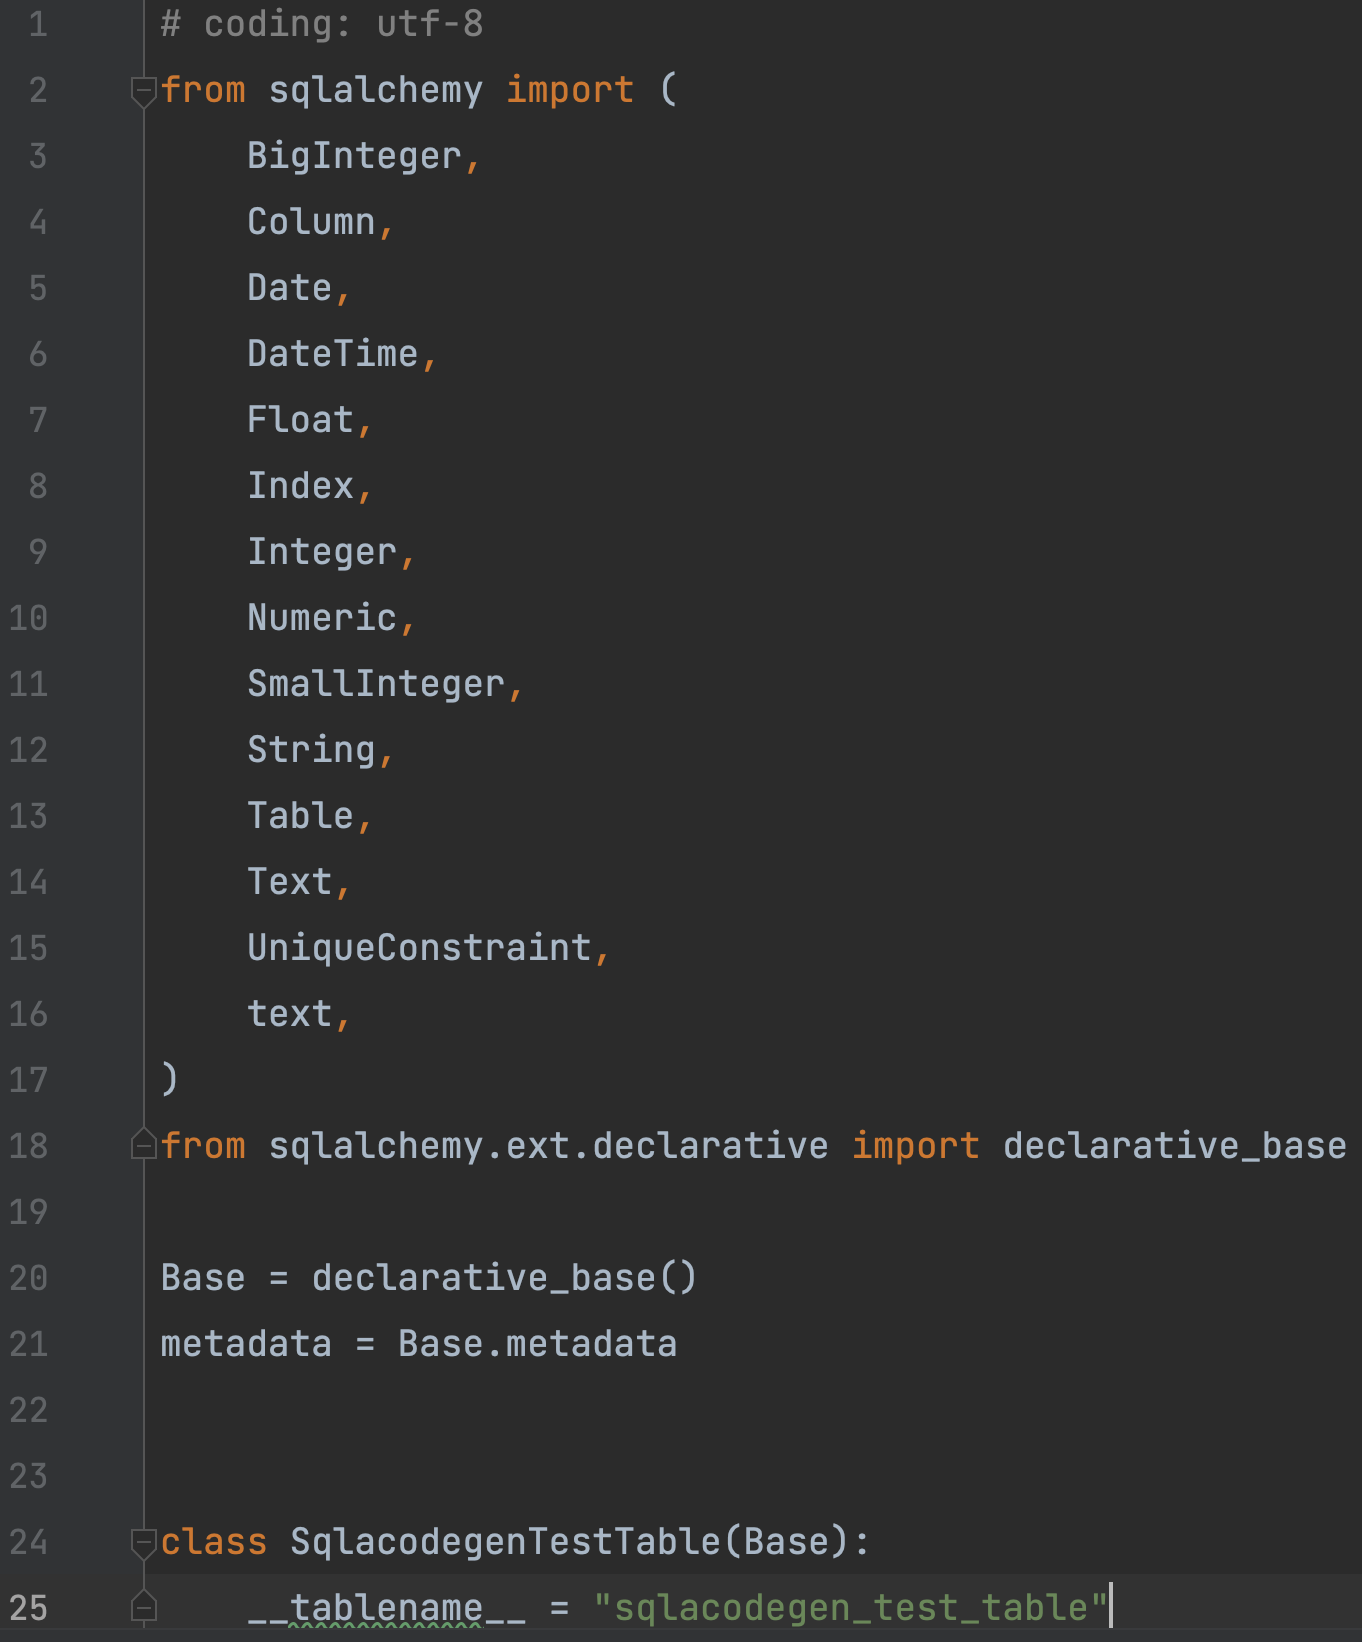 1 # coding: utf-8
2 from sqlalchemy import (
3     BigInteger,
4     Column,
5     Date,
6     DateTime,
7     Float,
8     Index,
9     Integer,
10     Numeric,
11     SmallInteger,
12     String,
13     Table,
14     Text,
15     UniqueConstraint,
16     text,
17 )
18 from sqlalchemy.ext.declarative import declarative_base
19
20 Base = declarative_base()
21 metadata = Base.metadata
22
23
24 class SqlacodegenTestTable(Base):
25     __tablename__ = "sqlacodegen_test_table"